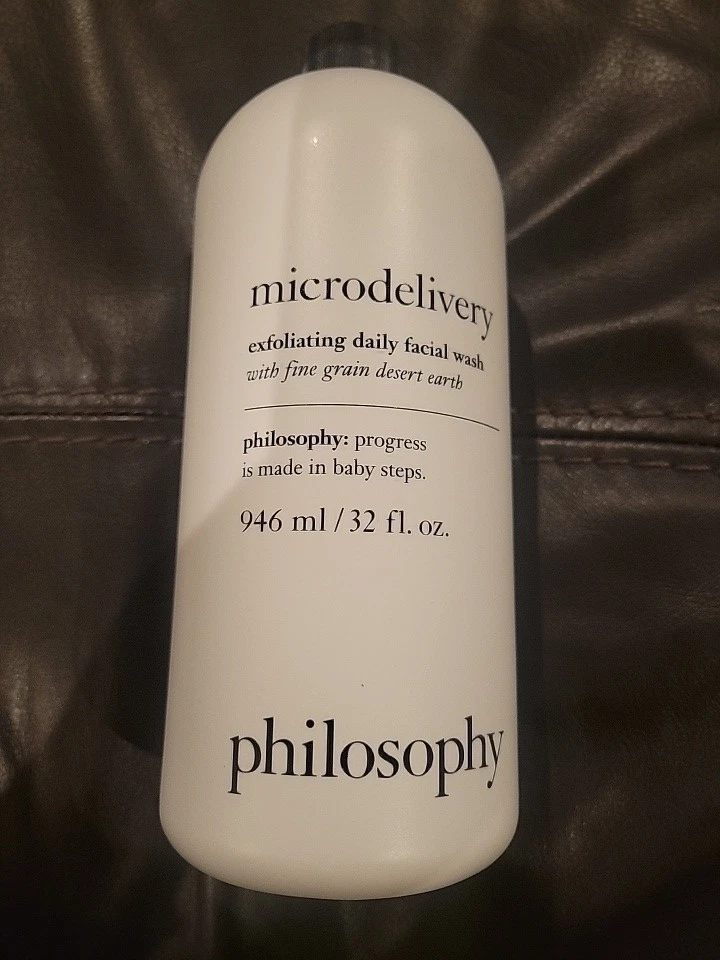 microdelivery
exfoliating daily facial wash
with fine grain desert earth
philosophy: progress
is made in baby steps.
946 ml / 32 fl. oz.
philosophy